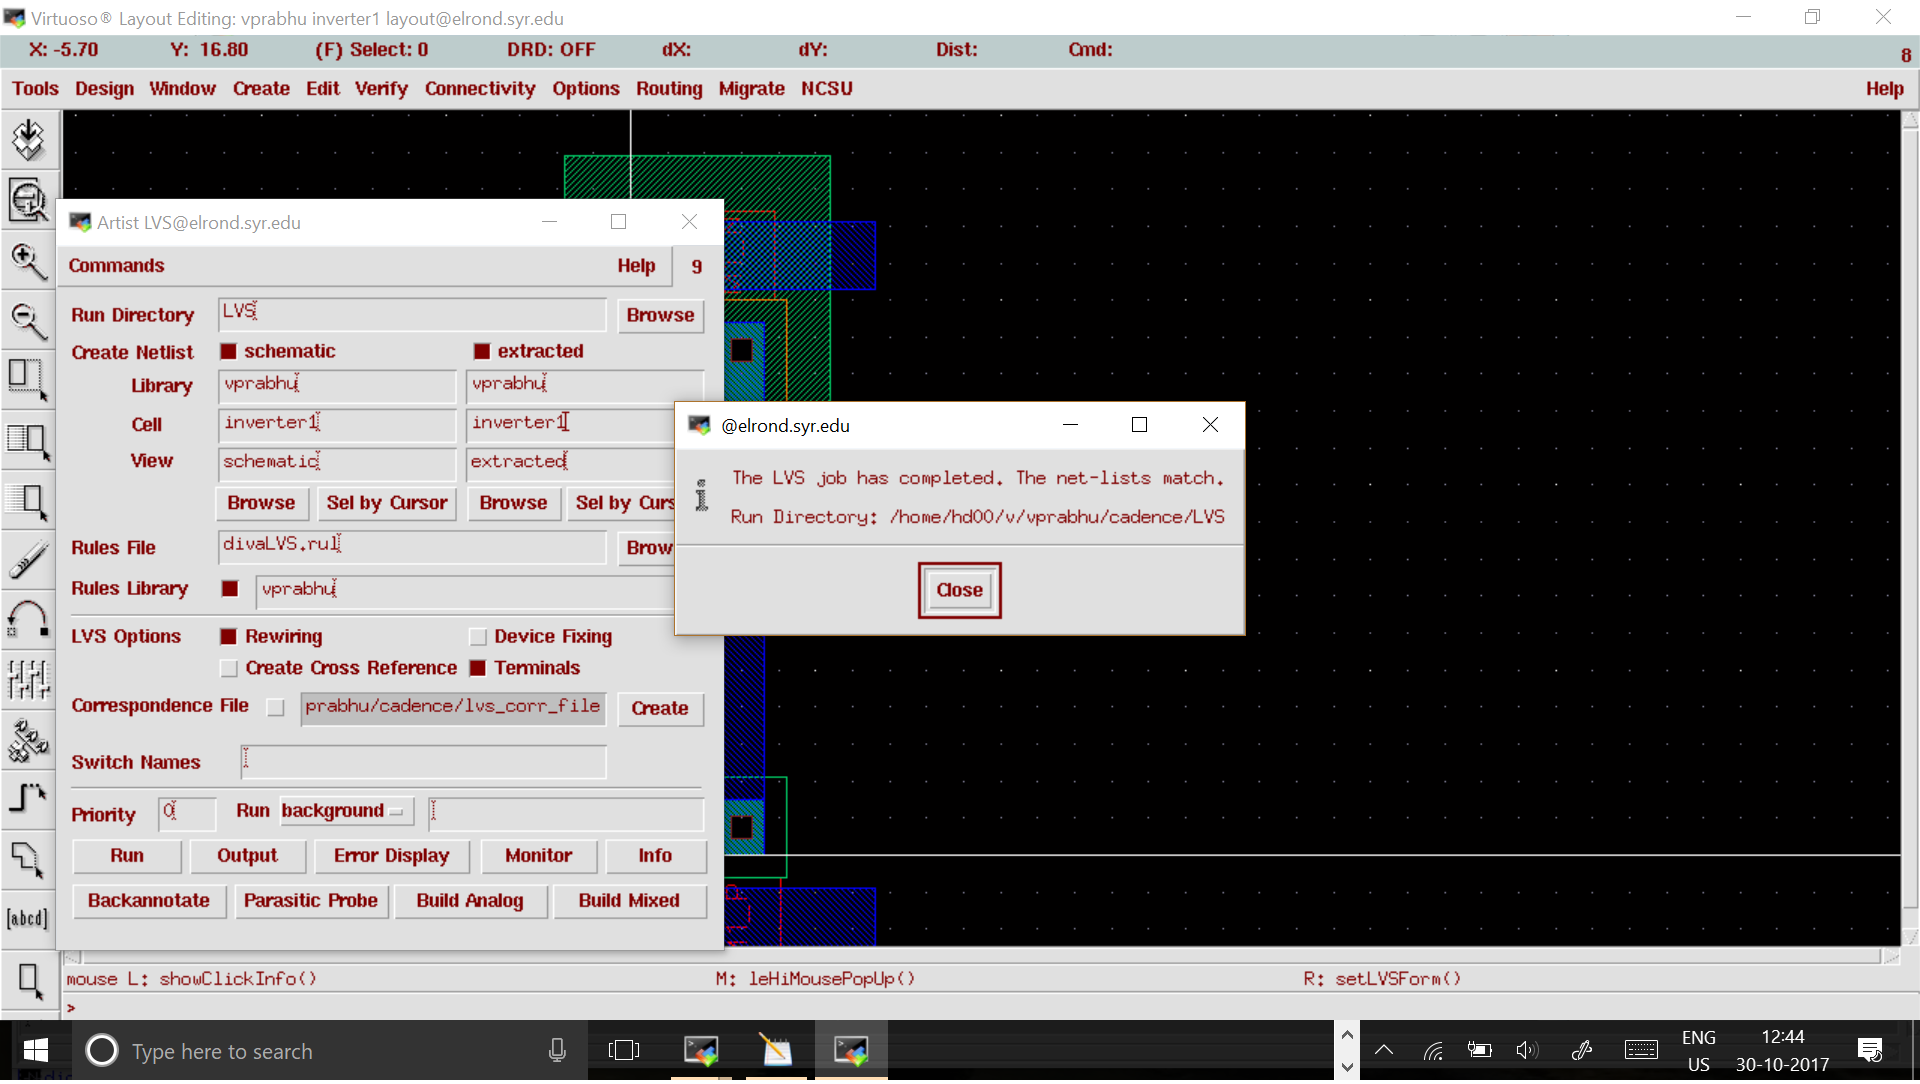 Virtuoso® Layout Editing: vprabhu inverter1 layout@elrond.syr.edu
X: -5.70 Y: 16.80 (F) Select: 0 DRD: OFF dX: dY: Dist: Cmd: 8
Tools Design Window Create Edit Verify Connectivity Options Routing Migrate NCSU Help
Artist LVS@elrond.syr.edu
Commands Help 9
Run Directory LVS Browse
Create Netlist schematic extracted
Library vprabhu vprabhu
Cell inverter1 inverter1
View schematic extracted
Browse Sel by Cursor Browse Sel by Curs
Rules File divaLVS.rul Brow
Rules Library vprabhu
LVS Options Rewiring Device Fixing
Create Cross Reference Terminals
Correspondence File prabhu/cadence/lvs_corr_file Create
Switch Names
Priority 0 Run background
Run Output Error Display Monitor Info
Backannotate Parasitic Probe Build Analog Build Mixed
@elrond.syr.edu
The LVS job has completed. The net-lists match.
Run Directory: /home/hd00/v/vprabhu/cadence/LVS
Close
[abcd]
mouse L: showClickInfo() M: leHiMousePopUp() R: setLVSForm()
>
Type here to search
ENG
US
12:44
30-10-2017